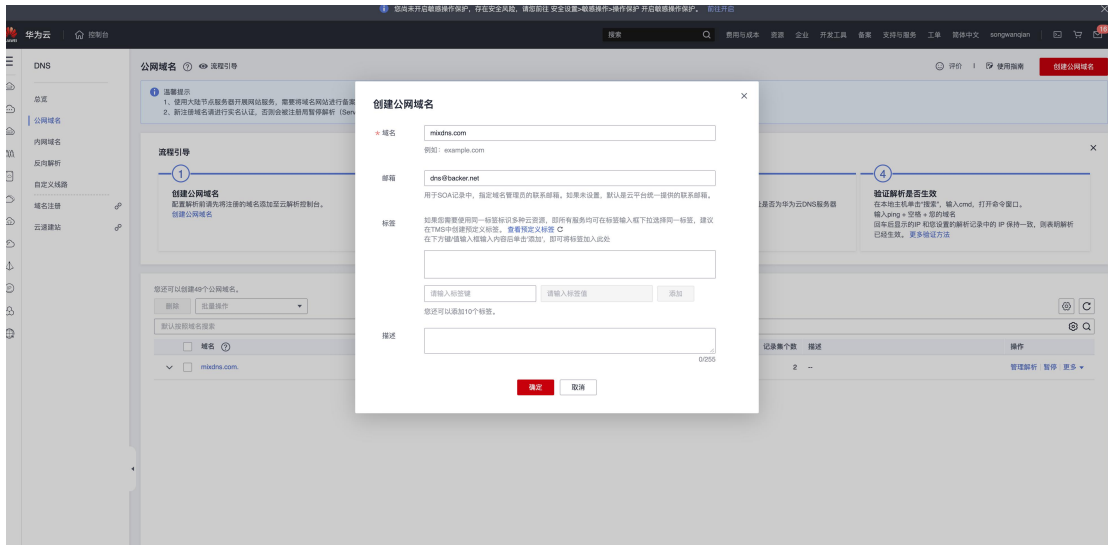 您尚未开启敏感操作保护，存在安全风险，请您前往 安全设置>敏感操作>操作保护 开启敏感操作保护。 前往开启
华为云 控制台 搜索 费用与成本 资源 企业 开发工具 备案 支持与服务 工单 简体中文 songwanqian 16
DNS
总览
公网域名
内网域名
反向解析
自定义线路
域名注册
云速建站
公网域名 流程引导 评价 使用指南 创建公网域名
温馨提示
1、使用大陆节点服务器开展网站服务，需要将域名网站进行备案
2、新注册域名请进行实名认证，否则会被注册局暂停解析（
流程引导
1
创建公网域名
配置解析前请先将注册的域名添加至云解析控制台。
创建公网域名
上是否为华为云DNS服务器
4
验证解析是否生效
在本地主机单击“搜索”，输入cmd，打开命令窗口。
输入ping + 空格 + 您的域名
回车后显示的IP 和您设置的解析记录中的 IP 保持一致，则表明解析
已经生效。 更多验证方法
您还可以创建49个公网域名。
删除 批量操作
默认按照域名搜索
域名 记录集个数 描述 操作
mixdns.com. 2 -- 管理解析 暂停 更多
创建公网域名
* 域名 mixdns.com
例如：example.com
邮箱 dns@backer.net
用于SOA记录中，指定域名管理员的联系邮箱。如果未设置，默认是云平台统一提供的联系邮箱。
标签 如果您需要使用同一标签标识多种云资源，即所有服务均可在标签输入框下拉选择同一标签，建议
在TMS中创建预定义标签。 查看预定义标签
在下方键/值输入框输入内容后单击“添加”，即可将标签加入此处
请输入标签键 请输入标签值 添加
您还可以添加10个标签。
描述
0/255
确定 取消